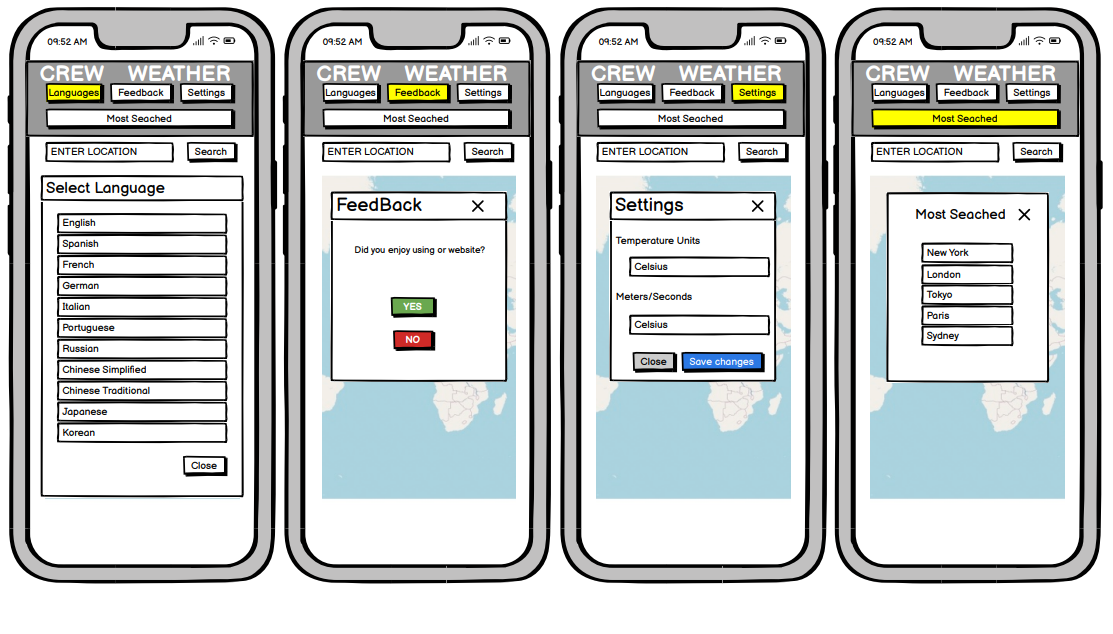 09:52 AM
CREW WEATHER
Languages Feedback Settings
Most Seached
ENTER LOCATION Search
Select Language
English
Spanish
French
German
Italian
Portuguese
Russian
Chinese Simplified
Chinese Traditional
Japanese
Korean
Close
09:52 AM
CREW WEATHER
Languages Feedback Settings
Most Seached
ENTER LOCATION Search
FeedBack
Did you enjoy using or website?
YES
NO
09:52 AM
CREW WEATHER
Languages Feedback Settings
Most Seached
ENTER LOCATION Search
Settings
Temperature Units
Celsius
Meters/Seconds
Celsius
Close Save changes
09:52 AM
CREW WEATHER
Languages Feedback Settings
Most Seached
ENTER LOCATION Search
Most Seached
New York
London
Tokyo
Paris
Sydney